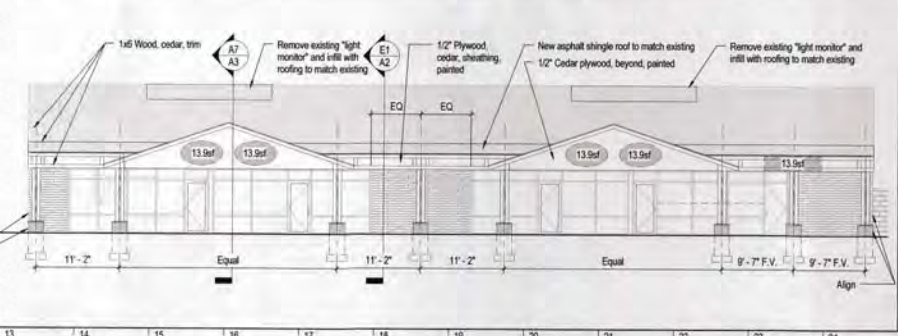 1x6 Wood, cedar, trim
A7
A3
Remove existing "light
monitor" and infill with
roofing to match existing
E1
A2
1/2" Plywood,
cedar, sheathing,
painted
New asphalt shingle roof to match existing
1/2" Cedar plywood, beyond, painted
Remove existing "light monitor" and
infill with roofing to match existing
EQ
EQ
13.9sf
13.9sf
13.9sf
13.9sf
13.9sf
11' - 2"
Equal
11' - 2"
11' - 2"
Equal
9' - 7" F.V.
9' - 7" F.V.
Align
13
14
15
16
17
18
19
20
21
22
23
24